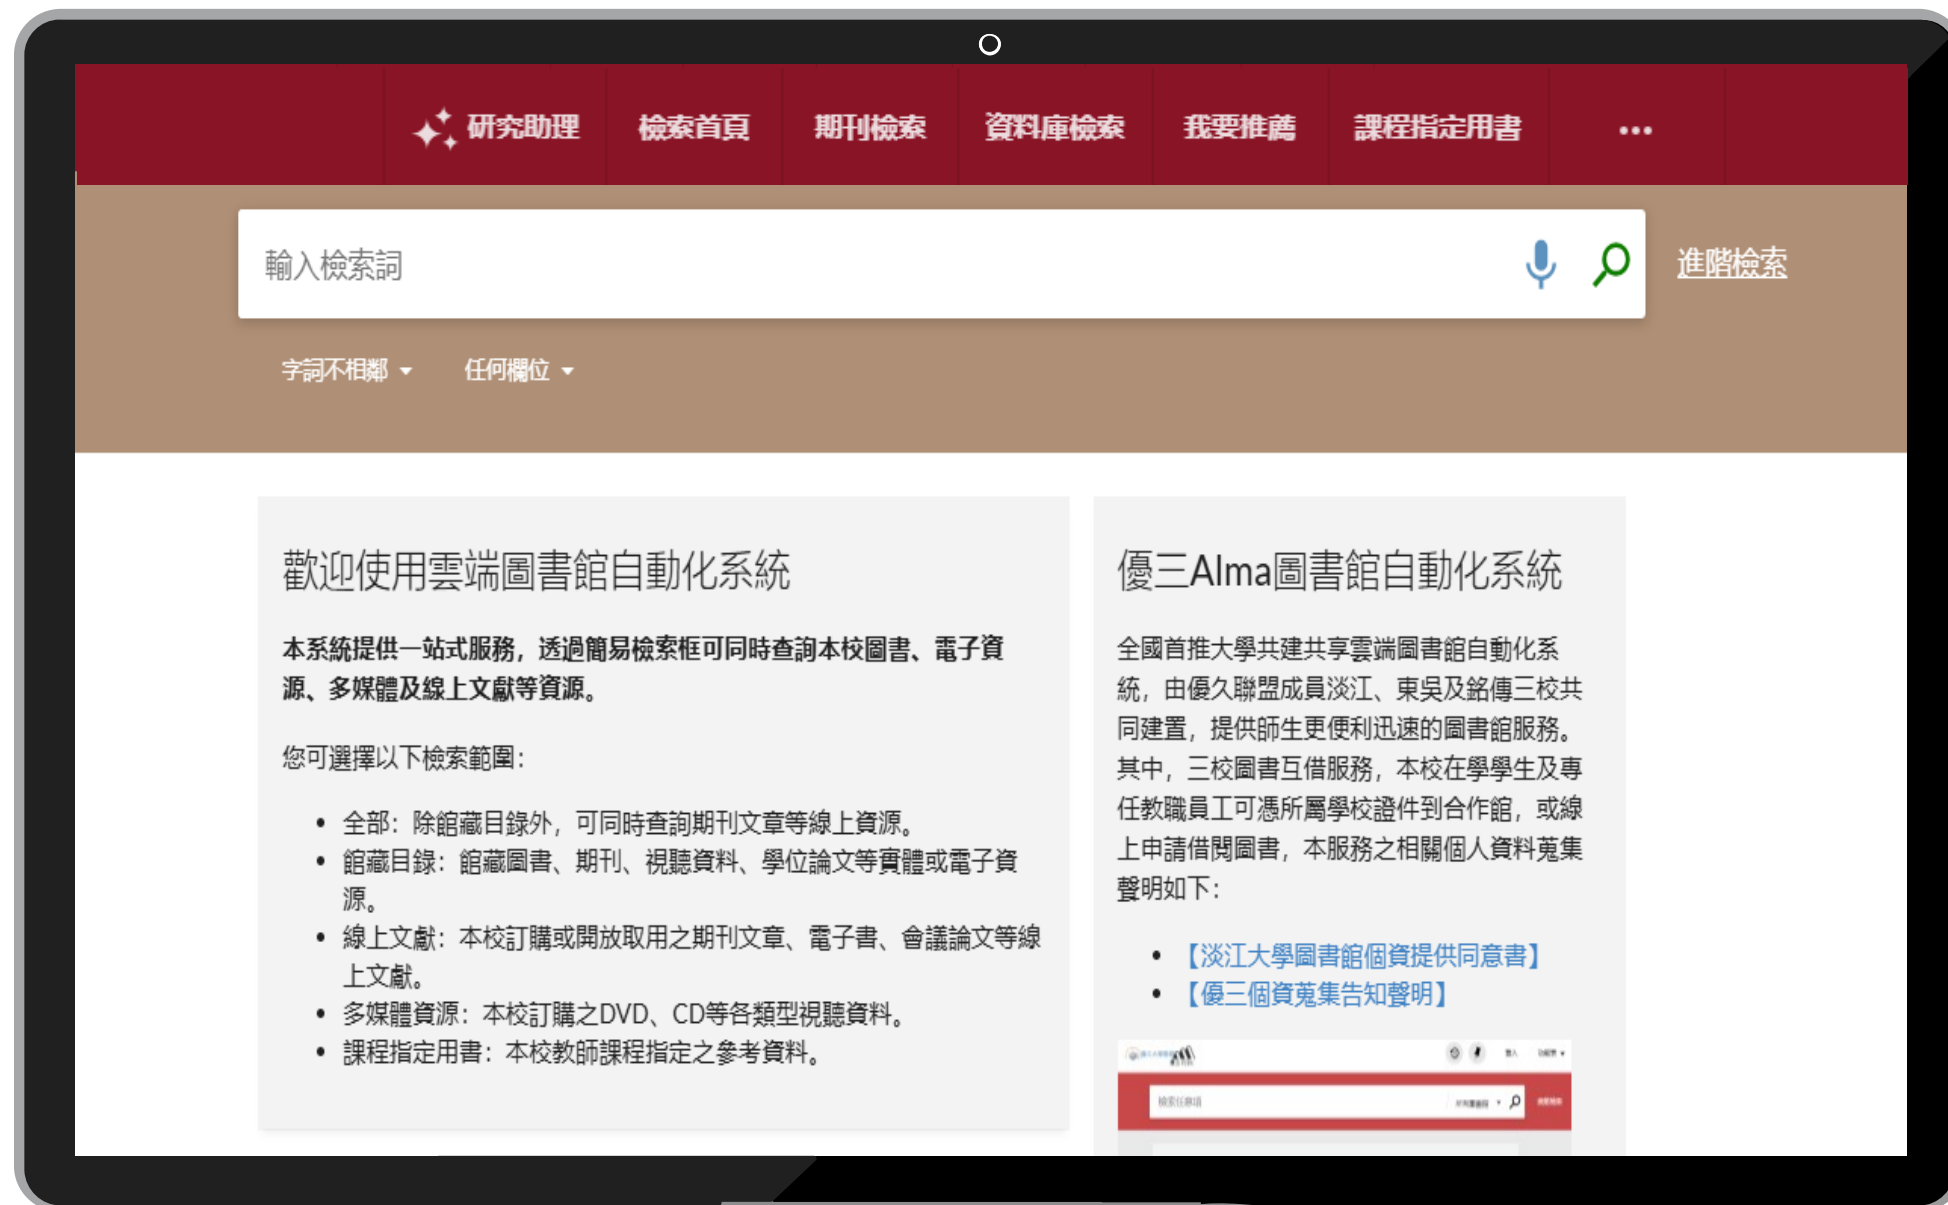 研究助理 檢索首頁 期刊檢索 資料庫檢索 我要推薦 課程指定用書 •••
輸入檢索詞 進階檢索
字詞不相鄰 任何欄位
歡迎使用雲端圖書館自動化系統
本系統提供一站式服務，透過簡易檢索框可同時查詢本校圖書、電子資
源、多媒體及線上文獻等資源。
您可選擇以下檢索範圍：
• 全部：除館藏目錄外，可同時查詢期刊文章等線上資源。
• 館藏目錄：館藏圖書、期刊、視聽資料、學位論文等實體或電子資
源。
• 線上文獻：本校訂購或開放取用之期刊文章、電子書、會議論文等線
上文獻。
• 多媒體資源：本校訂購之DVD、CD等各類型視聽資料。
• 課程指定用書：本校教師課程指定之參考資料。
優三Alma圖書館自動化系統
全國首推大學共建共享雲端圖書館自動化系
統，由優久聯盟成員淡江、東吳及銘傳三校共
同建置，提供師生更便利迅速的圖書館服務。
其中，三校圖書互借服務，本校在學學生及專
任教職員工可憑所屬學校證件到合作館，或線
上申請借閱圖書，本服務之相關個人資料蒐集
聲明如下：
• 【淡江大學圖書館個資提供同意書】
• 【優三個資蒐集告知聲明】
登入
檢索任意項